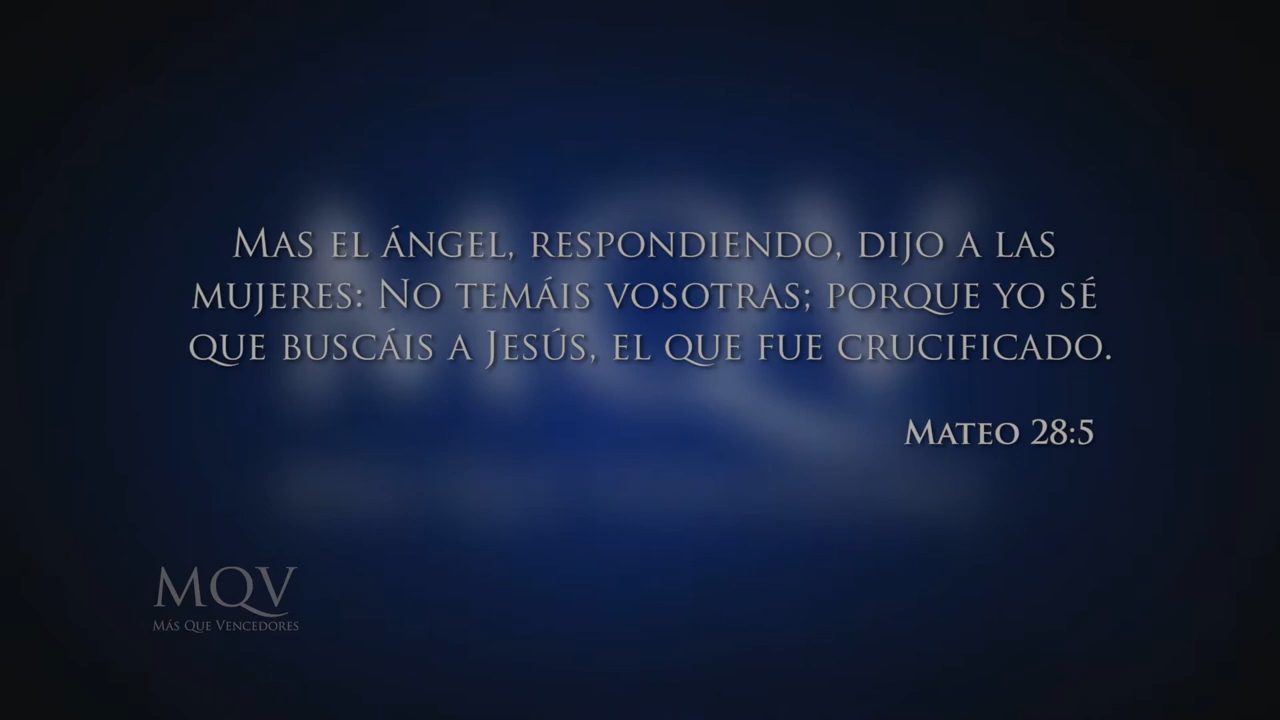 Mas el ángel, respondiendo, dijo a las
mujeres: No temáis vosotras; porque yo sé
que buscáis a Jesús, el que fue crucificado.
Mateo 28:5
MQV
Más Que Vencedores